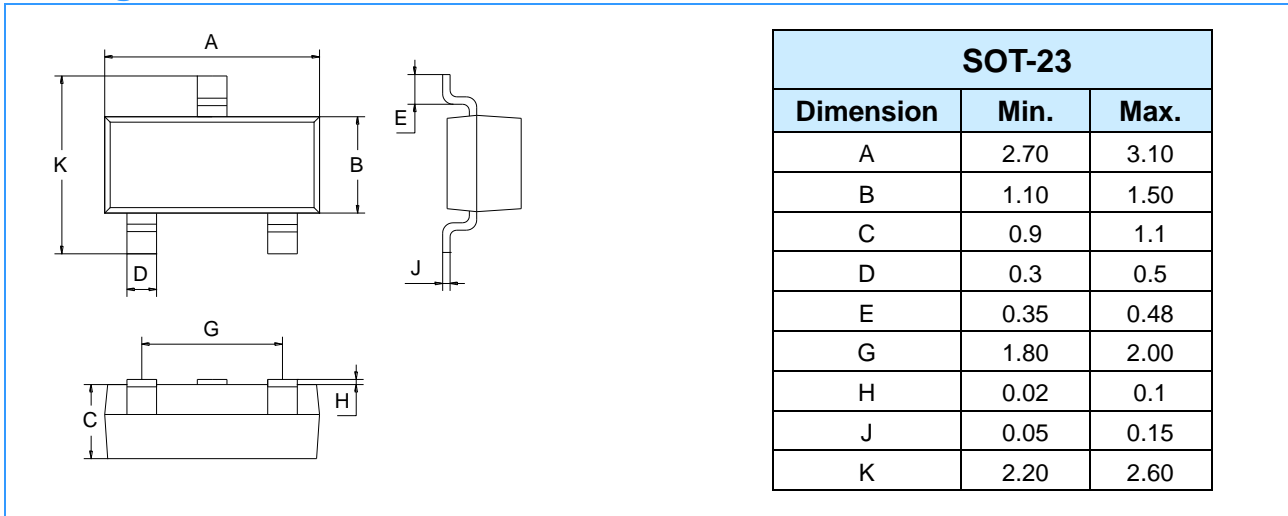 A
K
B
D
E
J
G
H
C
SOT-23
Dimension Min. Max.
A 2.70 3.10
B 1.10 1.50
C 0.9 1.1
D 0.3 0.5
E 0.35 0.48
G 1.80 2.00
H 0.02 0.1
J 0.05 0.15
K 2.20 2.60